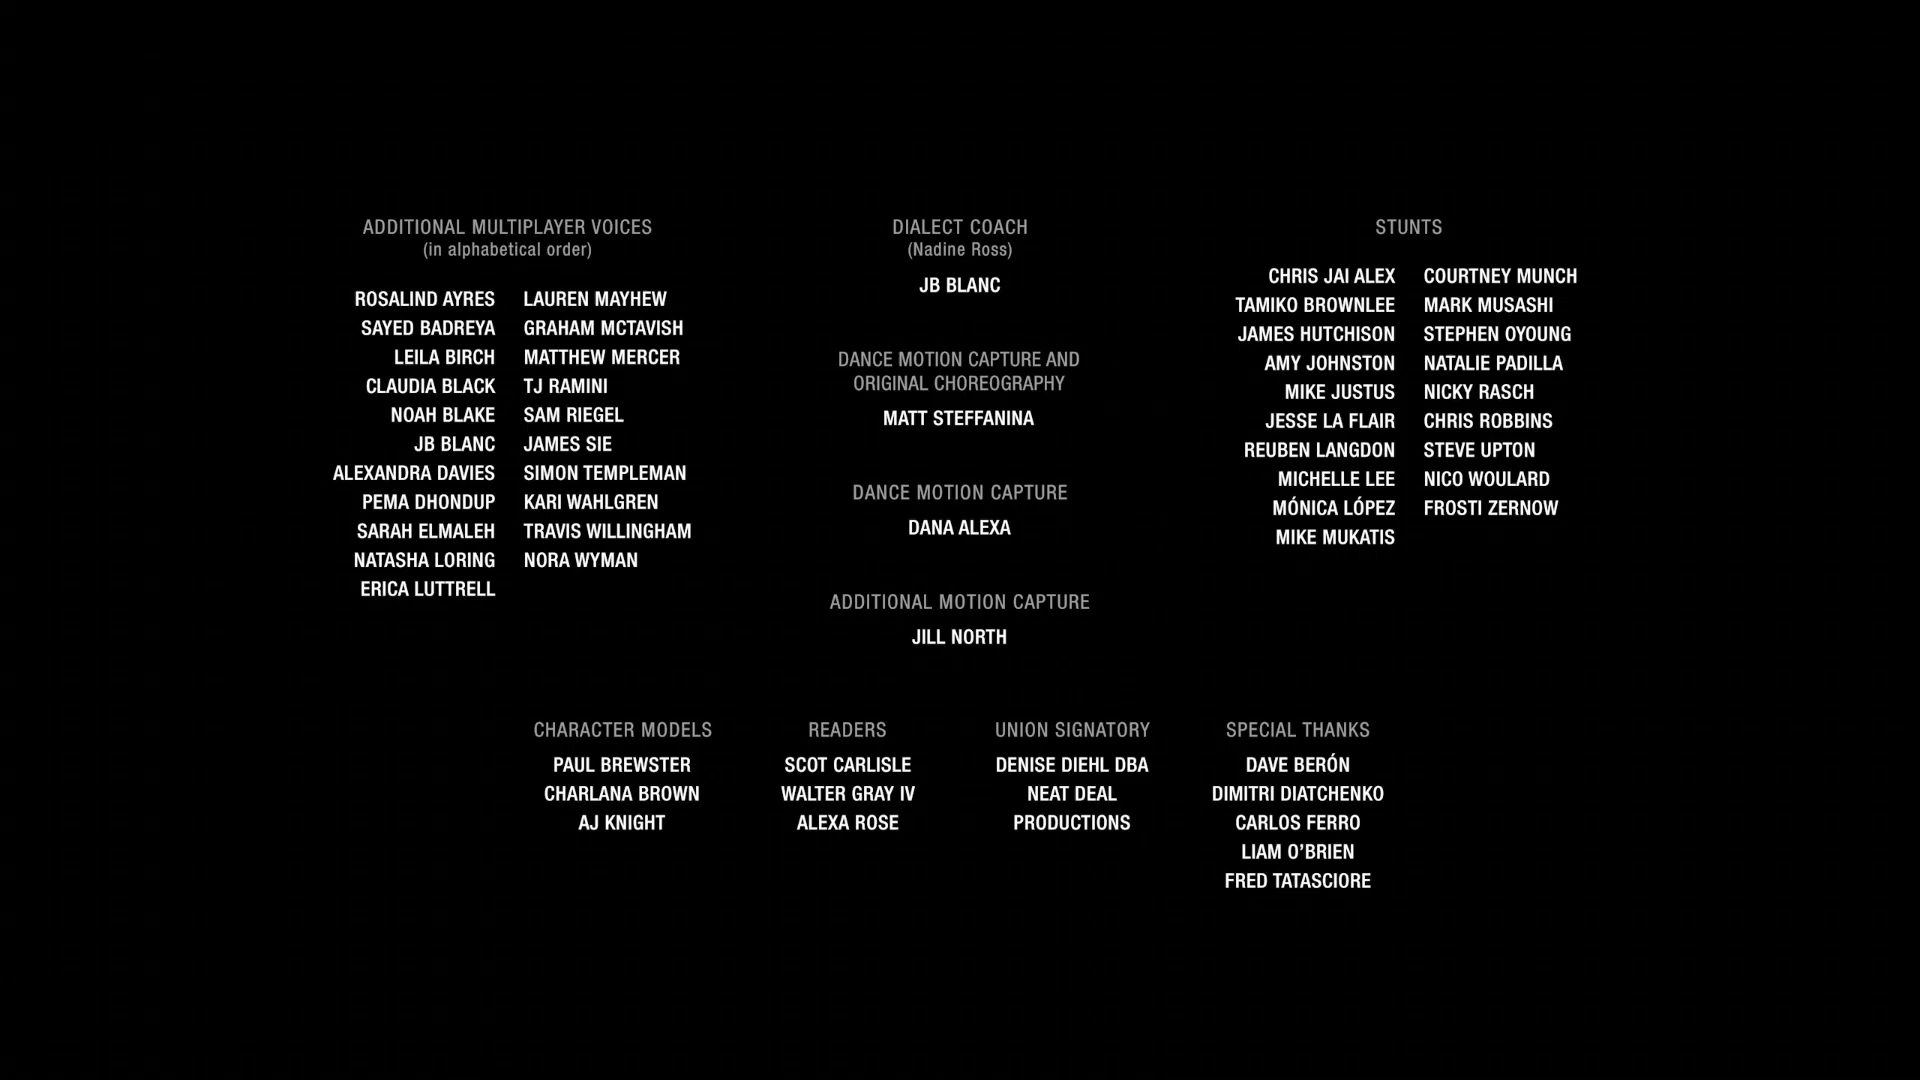 ADDITIONAL MULTIPLAYER VOICES
(in alphabetical order)
ROSALIND AYRES
SAYED BADREYA
LEILA BIRCH
CLAUDIA BLACK
NOAH BLAKE
JB BLANC
ALEXANDRA DAVIES
PEMA DHONDUP
SARAH ELMALEH
NATASHA LORING
ERICA LUTTRELL
LAUREN MAYHEW
GRAHAM MCTAVISH
MATTHEW MERCER
TJ RAMINI
SAM RIEGEL
JAMES SIE
SIMON TEMPLEMAN
KARI WAHLGREN
TRAVIS WILLINGHAM
NORA WYMAN
DIALECT COACH
(Nadine Ross)
JB BLANC
DANCE MOTION CAPTURE AND
ORIGINAL CHOREOGRAPHY
MATT STEFFANINA
DANCE MOTION CAPTURE
DANA ALEXA
ADDITIONAL MOTION CAPTURE
JILL NORTH
STUNTS
CHRIS JAI ALEX
TAMIKO BROWNLEE
JAMES HUTCHISON
AMY JOHNSTON
MIKE JUSTUS
JESSE LA FLAIR
REUBEN LANGDON
MICHELLE LEE
MÓNICA LÓPEZ
MIKE MUKATIS
COURTNEY MUNCH
MARK MUSASHI
STEPHEN OYOUNG
NATALIE PADILLA
NICKY RASCH
CHRIS ROBBINS
STEVE UPTON
NICO WOULARD
FROSTI ZERNOW
CHARACTER MODELS
PAUL BREWSTER
CHARLANA BROWN
AJ KNIGHT
READERS
SCOT CARLISLE
WALTER GRAY IV
ALEXA ROSE
UNION SIGNATORY
DENISE DIEHL DBA
NEAT DEAL
PRODUCTIONS
SPECIAL THANKS
DAVE BERÓN
DIMITRI DIATCHENKO
CARLOS FERRO
LIAM O’BRIEN
FRED TATASCIORE